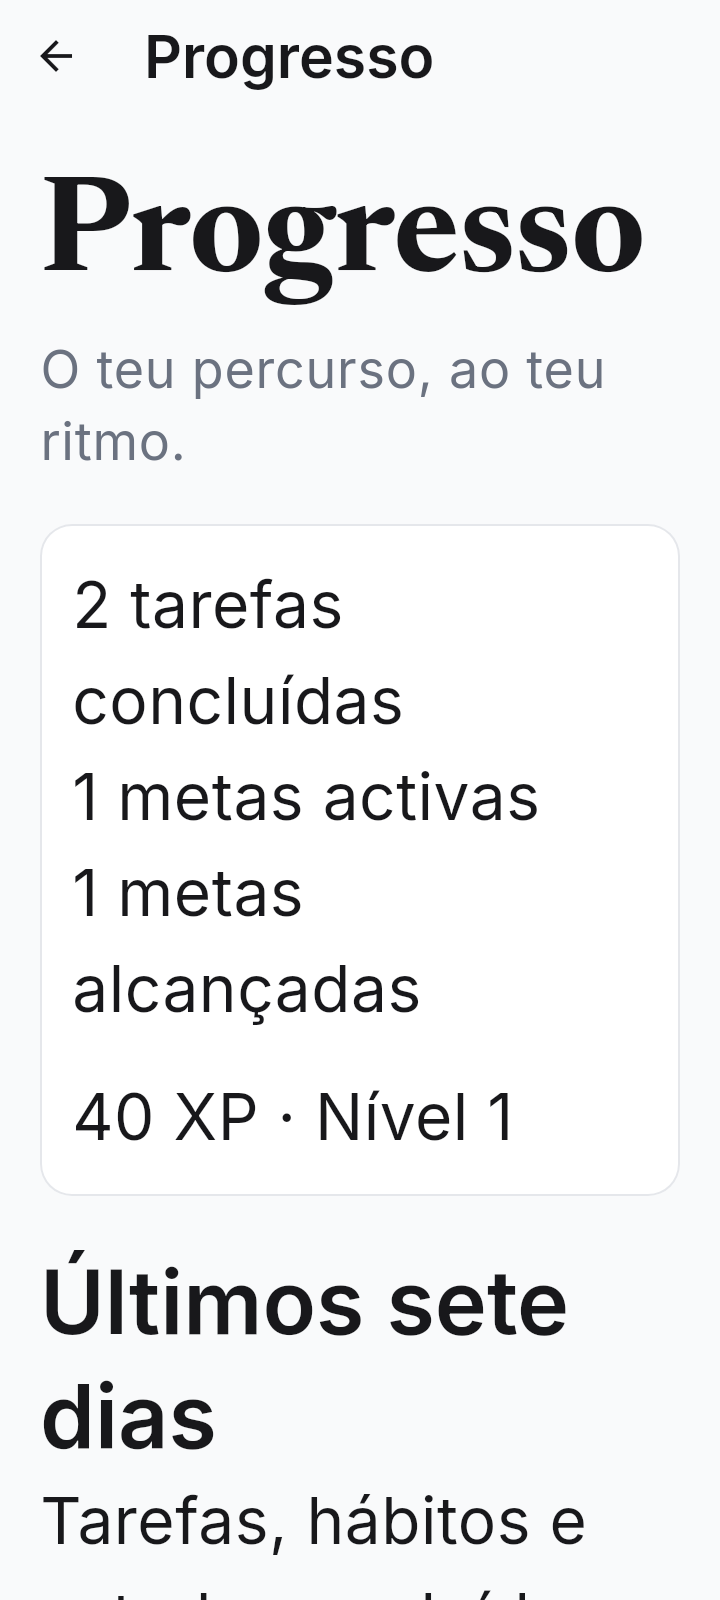 Progresso
Progresso
O teu percurso, ao teu
ritmo.
2 tarefas
concluídas
1 metas activas
1 metas
alcançadas
40 XP · Nível 1
Últimos sete
dias
Tarefas, hábitos e